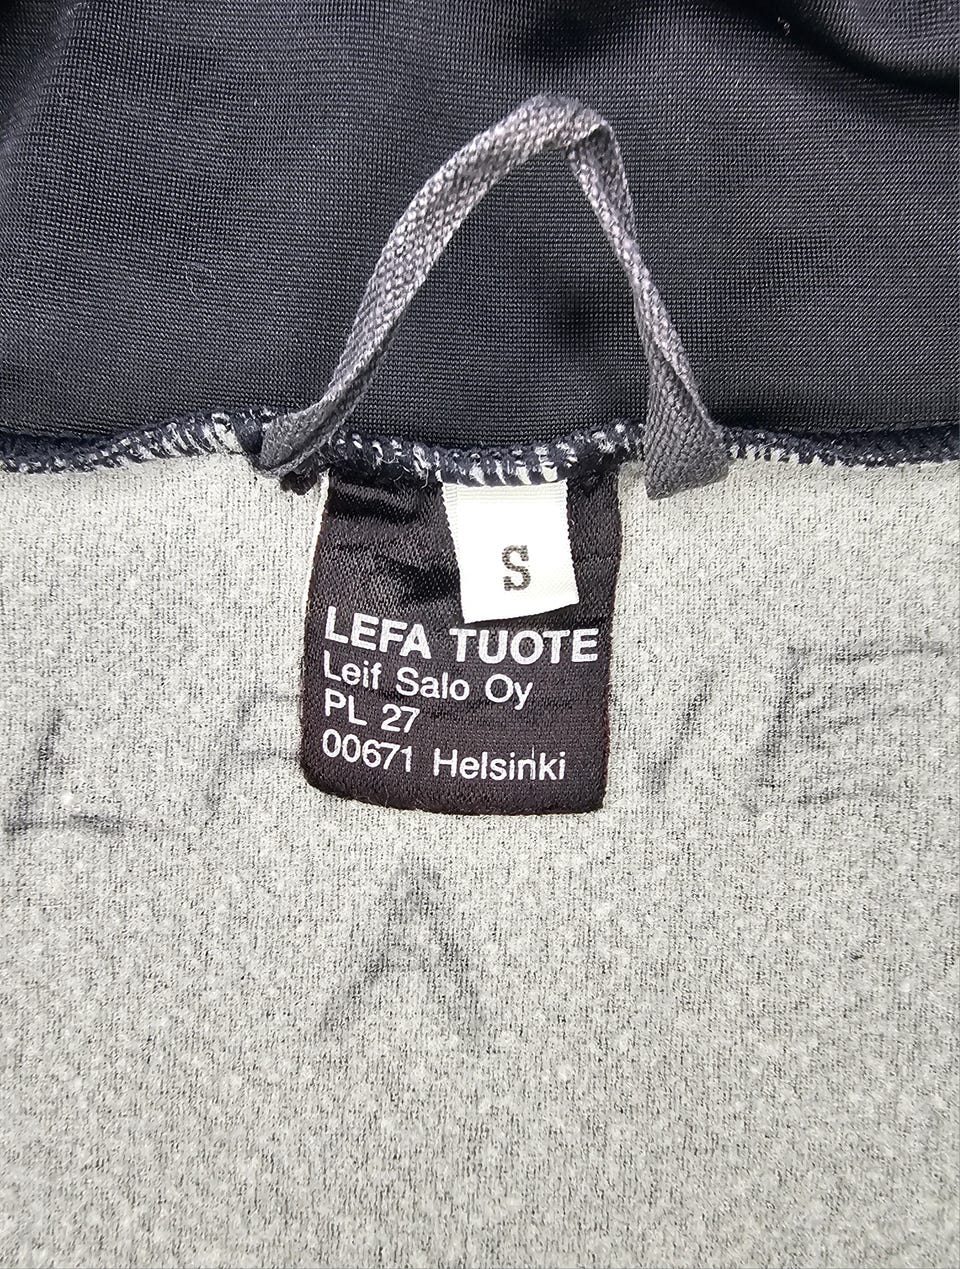 S
LEFA TUOTE
Leif Salo Oy
PL 27
00671 Helsinki